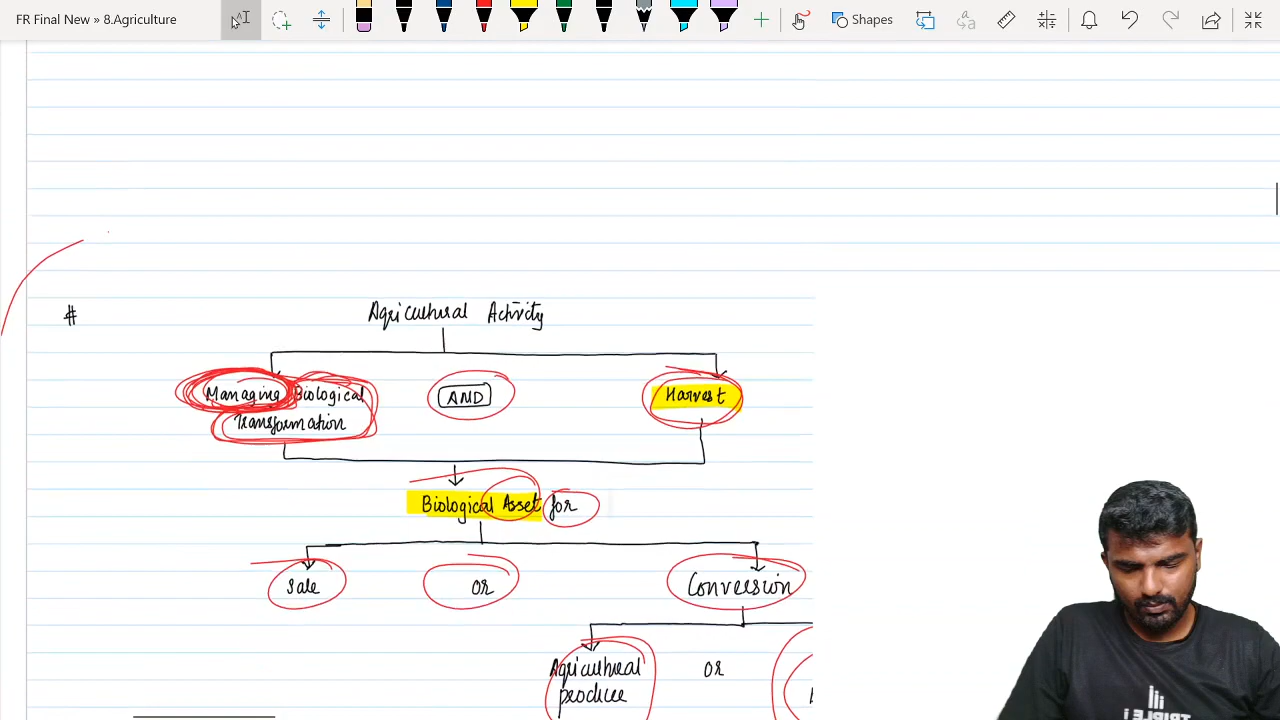 FR Final New » 8.Agriculture
Shapes
# Agricultural Activity
Managing Biological
Transformation
AND
Harvest
Biological Asset for
Sale or Conversion
Agricultural
produce
or
TRIPLE i